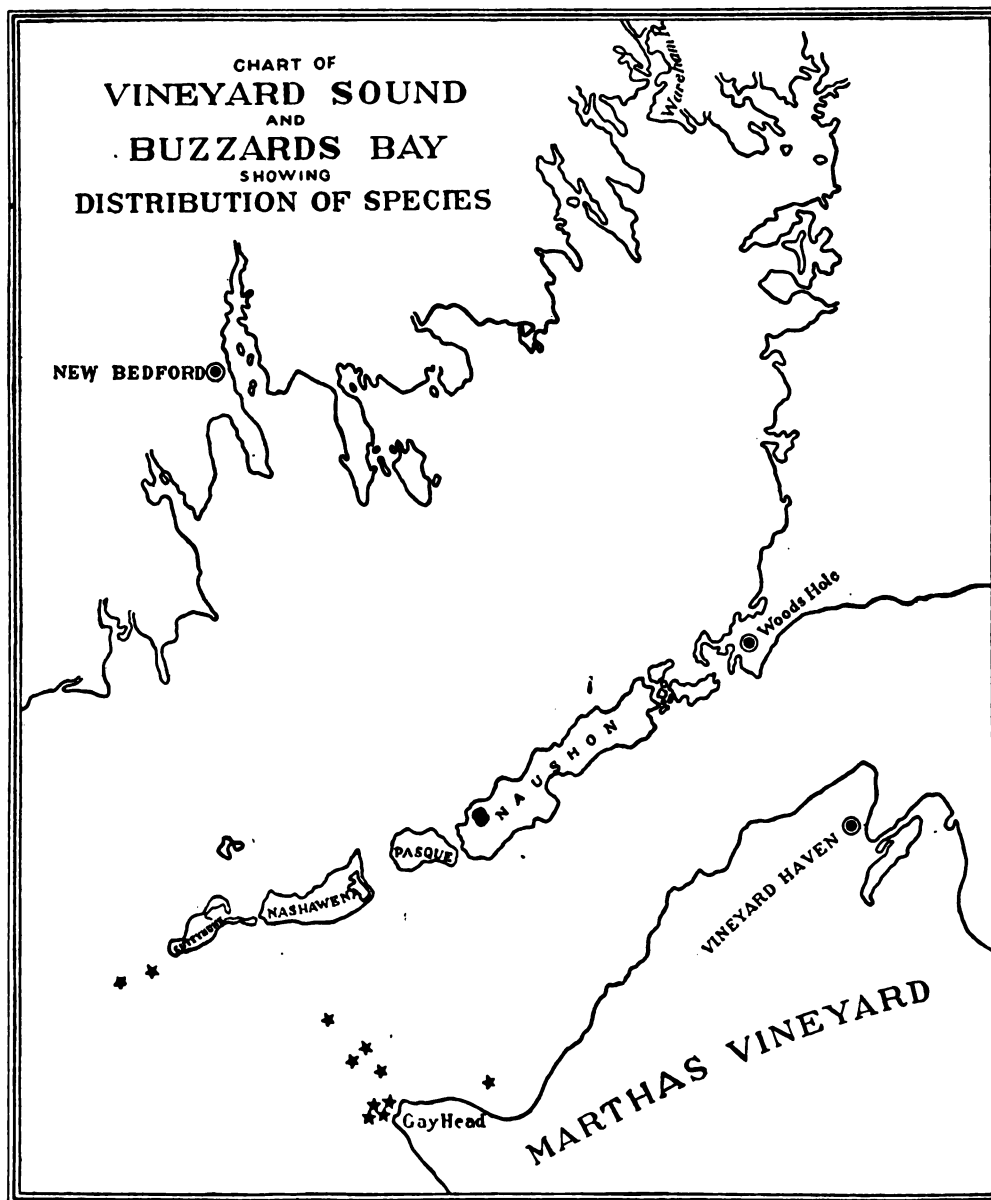 CHART OF
VINEYARD SOUND
AND
BUZZARDS BAY
SHOWING
DISTRIBUTION OF SPECIES
Wareham R.
NEW BEDFORD
Woods Hole
NAUSHON
PASQUE
NASHAWENA
VINEYARD HAVEN
MARTHAS VINEYARD
Gay Head